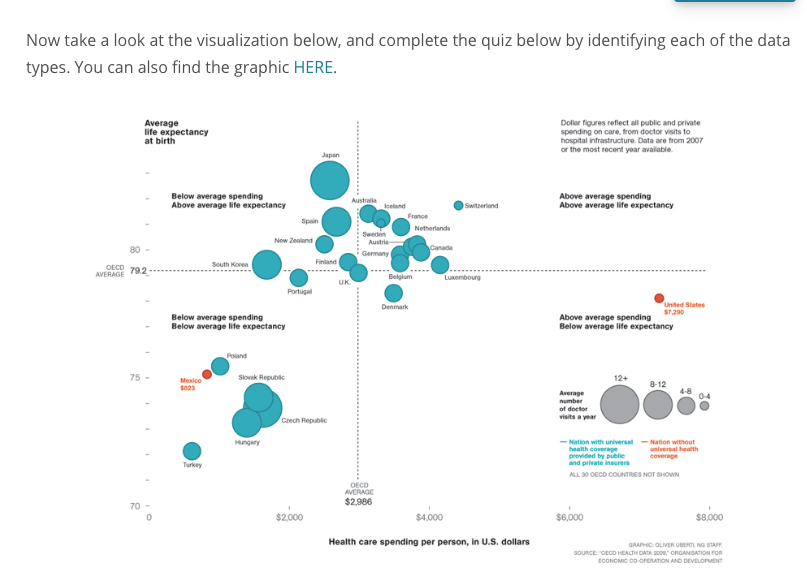 Now take a look at the visualization below, and complete the quiz below by identifying each of the data
types. You can also find the graphic HERE.
Average
life expectancy
at birth
Dollar figures reflect all public and private
spending on care, from doctor visits to
hospital infrastructure. Data are from 2007
or the most recent year available.
Japan
Below average spending
Above average life expectancy
Above average spending
Above average life expectancy
Australia
Iceland
Switzerland
Spain
France
Sweden
Netherlands
New Zealand
Austria
Canada
80
Germany
Finland
South Korea
OECD
AVERAGE 79.2
U.K.
Belgium
Luxembourg
Portugal
Denmark
United States
$7,290
Below average spending
Below average life expectancy
Above average spending
Below average life expectancy
Poland
75
Mexico
$823
Slovak Republic
Czech Republic
Hungary
Turkey
12+
8-12
4-8
0-4
Average
number
of doctor
visits a year
Nation with universal
health coverage
provided by public
and private insurers
Nation without
universal health
coverage
ALL 30 OECD COUNTRIES NOT SHOWN
OECD
AVERAGE
$2,986
70
0
$2,000
$4,000
$6,000
$8,000
Health care spending per person, in U.S. dollars
GRAPHIC: OLIVER UBERTI, NG STAFF.
SOURCE: "OECD HEALTH DATA 2009," ORGANISATION FOR
ECONOMIC CO-OPERATION AND DEVELOPMENT